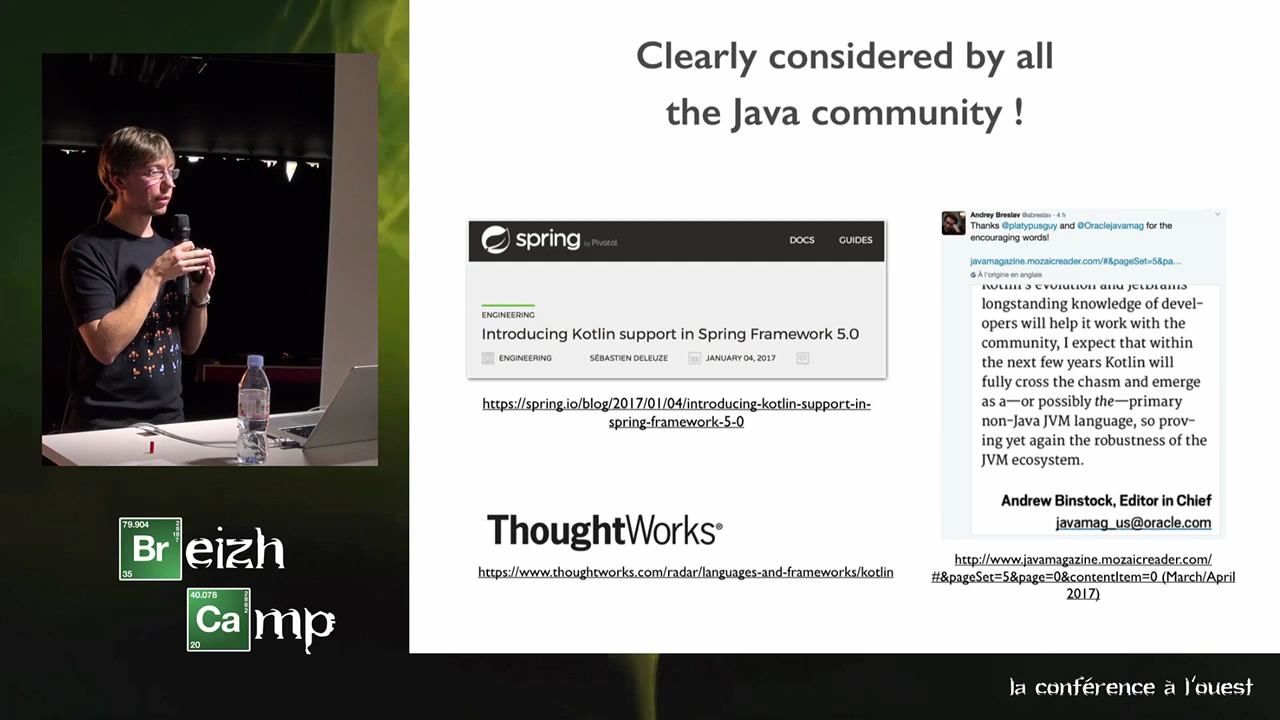 Clearly considered by all
the Java community !
spring by Pivotal.
DOCS
GUIDES
ENGINEERING
Introducing Kotlin support in Spring Framework 5.0
ENGINEERING
SÉBASTIEN DELEUZE
JANUARY 04, 2017
https://spring.io/blog/2017/01/04/introducing-kotlin-support-in-
spring-framework-5-0
ThoughtWorks®
https://www.thoughtworks.com/radar/languages-and-frameworks/kotlin
Andrey Breslav @abreslav · 4 h
Thanks @platypusguy and @Oraclejavamag for the
encouraging words!
javamagazine.mozaicreader.com/#&pageSet=5&pa...
À l'origine en anglais
Kotlin's evolution and JetBrains
longstanding knowledge of devel-
opers will help it work with the
community, I expect that within
the next few years Kotlin will
fully cross the chasm and emerge
as a—or possibly the—primary
non-Java JVM language, so prov-
ing yet again the robustness of the
JVM ecosystem.
Andrew Binstock, Editor in Chief
javamag_us@oracle.com
http://www.javamagazine.mozaicreader.com/
#&pageSet=5&page=0&contentItem=0 (March/April
2017)
79.904
Breizh
35
40.078
Camp
20
la conférence à l'ouest